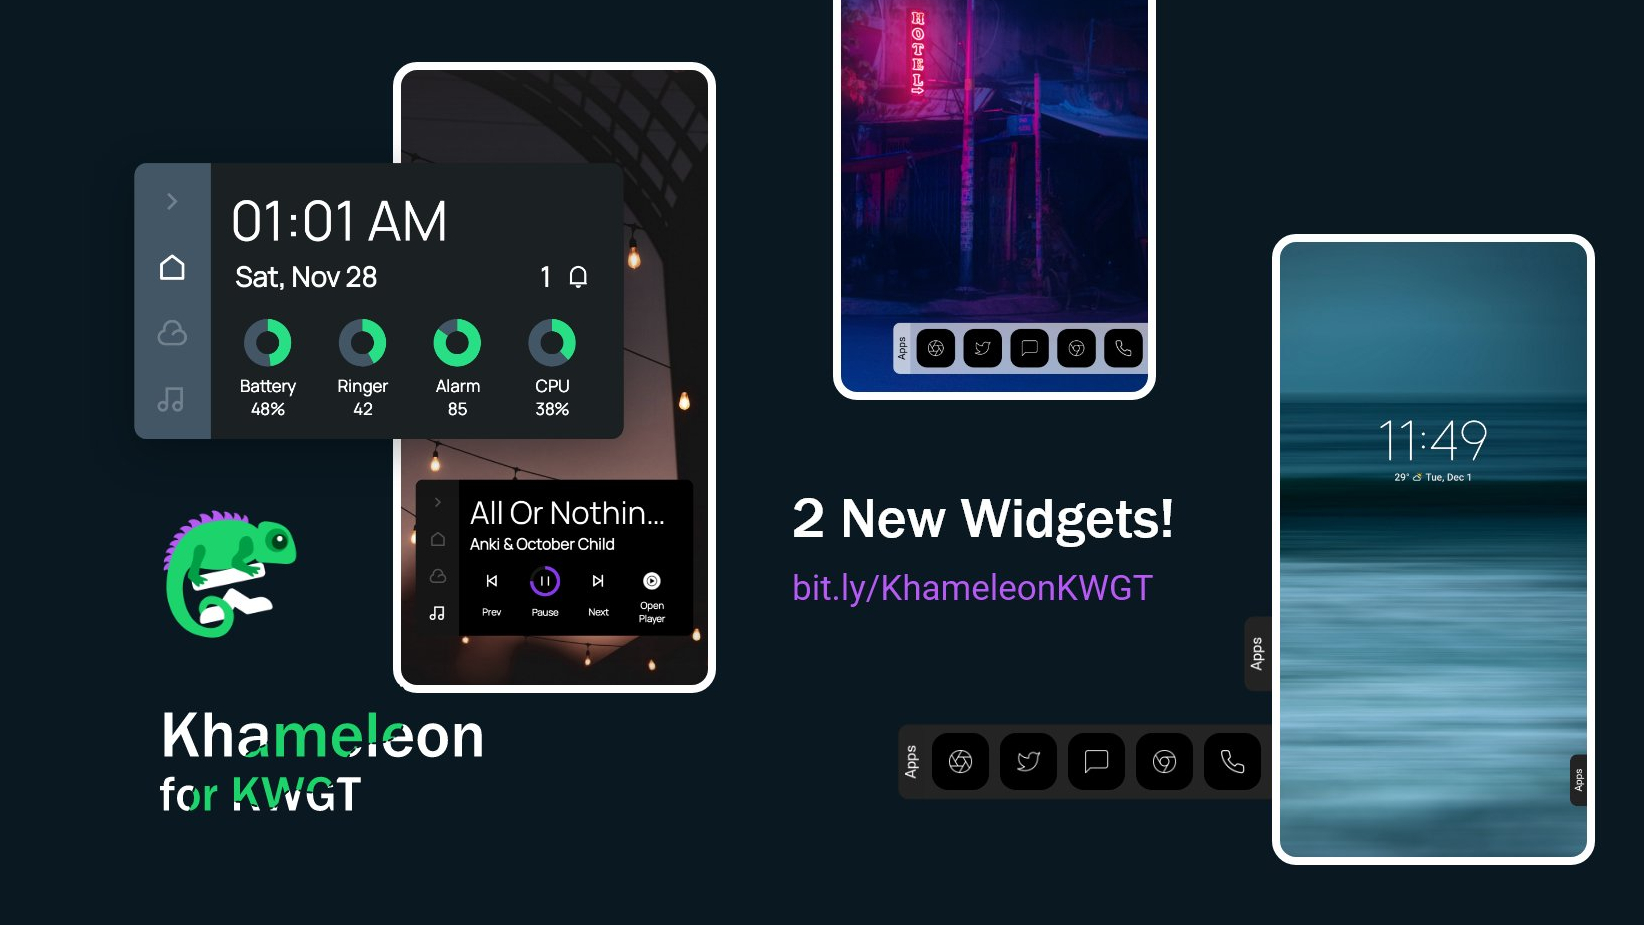 01:01 AM
Sat, Nov 28
1
Battery
48%
Ringer
42
Alarm
85
CPU
38%
All Or Nothin...
Anki & October Child
Prev
Pause
Next
Open
Player
Khameleon
for KWGT
HOTEL
Apps
2 New Widgets!
bit.ly/KhameleonKWGT
Apps
Apps
11:49
29° Tue, Dec 1
Apps